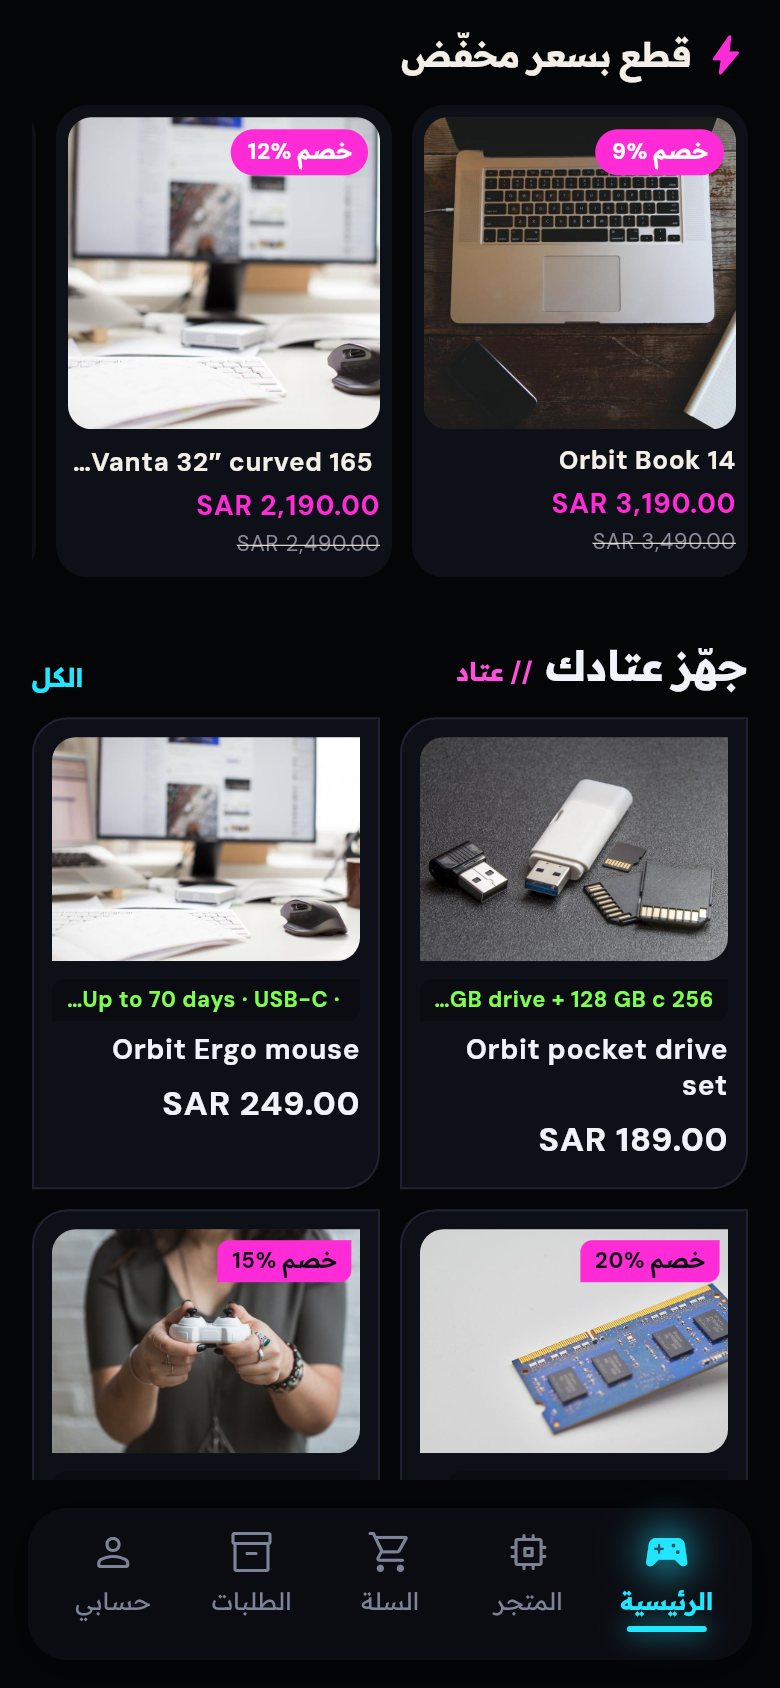 قطع بسعر مخفّض
خصم 9%
Orbit Book 14
SAR 3,190.00
SAR 3,490.00
خصم 12%
Vanta 32” curved 165…
SAR 2,190.00
SAR 2,490.00
جهّز عتادك // عتاد
الكل
256 GB drive + 128 GB c…
Orbit pocket drive
set
SAR 189.00
Up to 70 days · USB-C ·…
Orbit Ergo mouse
SAR 249.00
خصم 20%
خصم 15%
الرئيسية
المتجر
السلة
الطلبات
حسابي